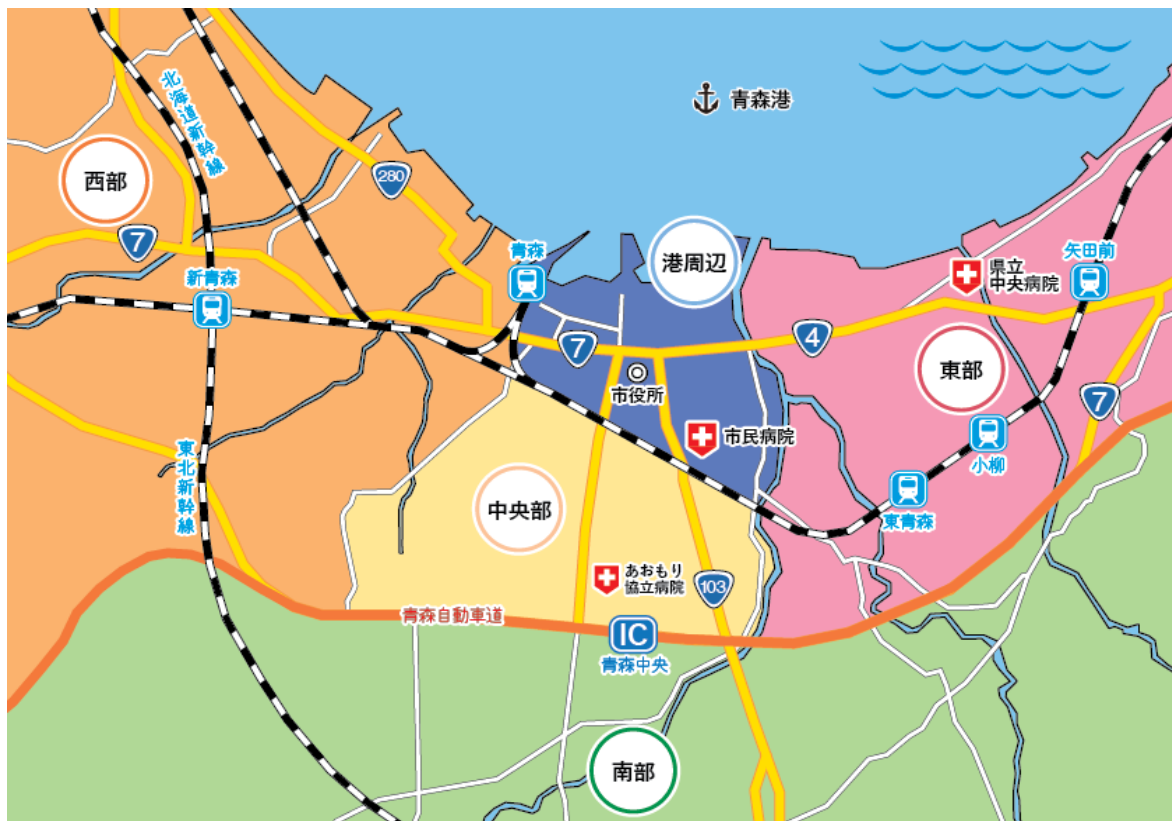 青森港
北海道新幹線
西部
280
7
新青森
青森
港周辺
県立
中央病院
矢田前
7
4
市役所
東部
7
市民病院
小柳
東青森
東北新幹線
中央部
あおもり
協立病院
103
青森自動車道
IC
青森中央
南部